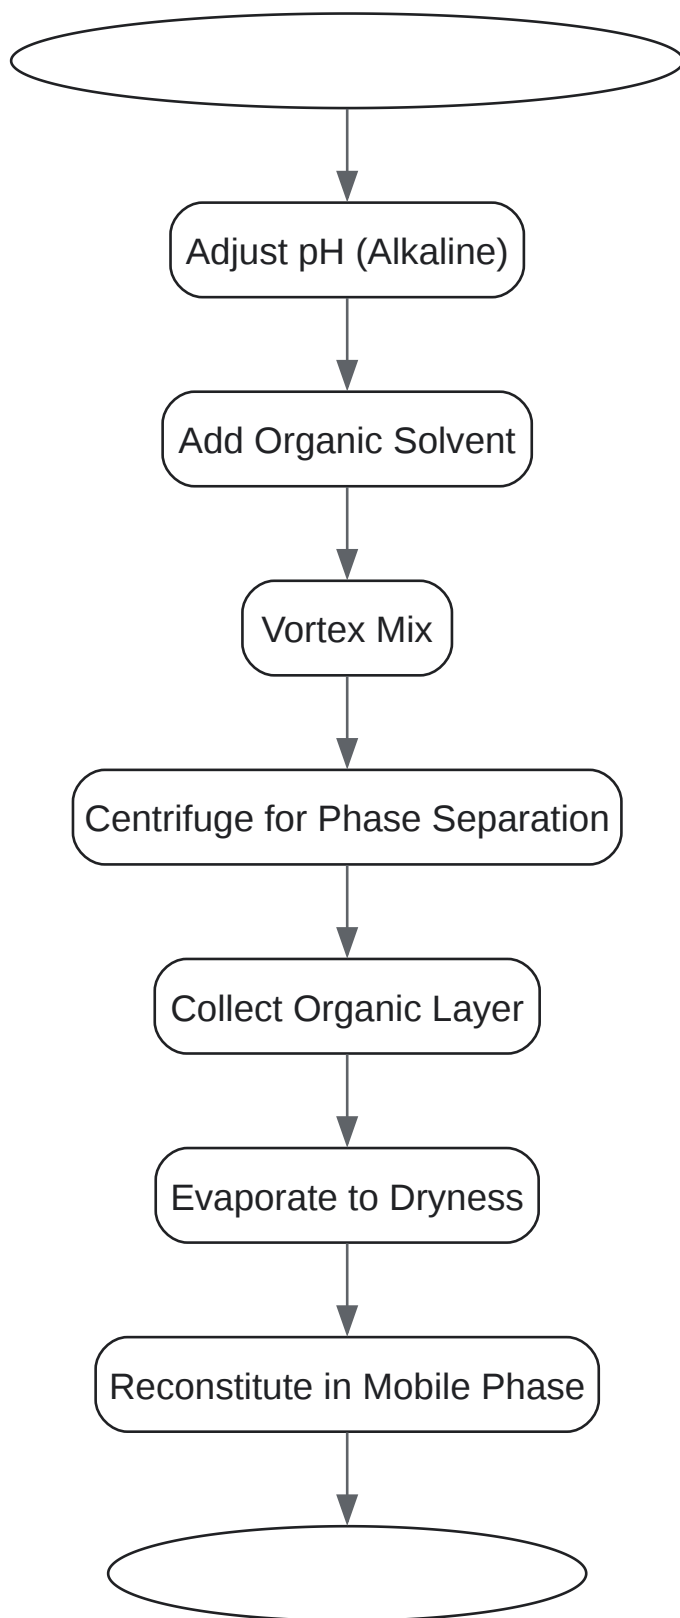 Adjust pH (Alkaline)
Add Organic Solvent
Vortex Mix
Centrifuge for Phase Separation
Collect Organic Layer
Evaporate to Dryness
Reconstitute in Mobile Phase